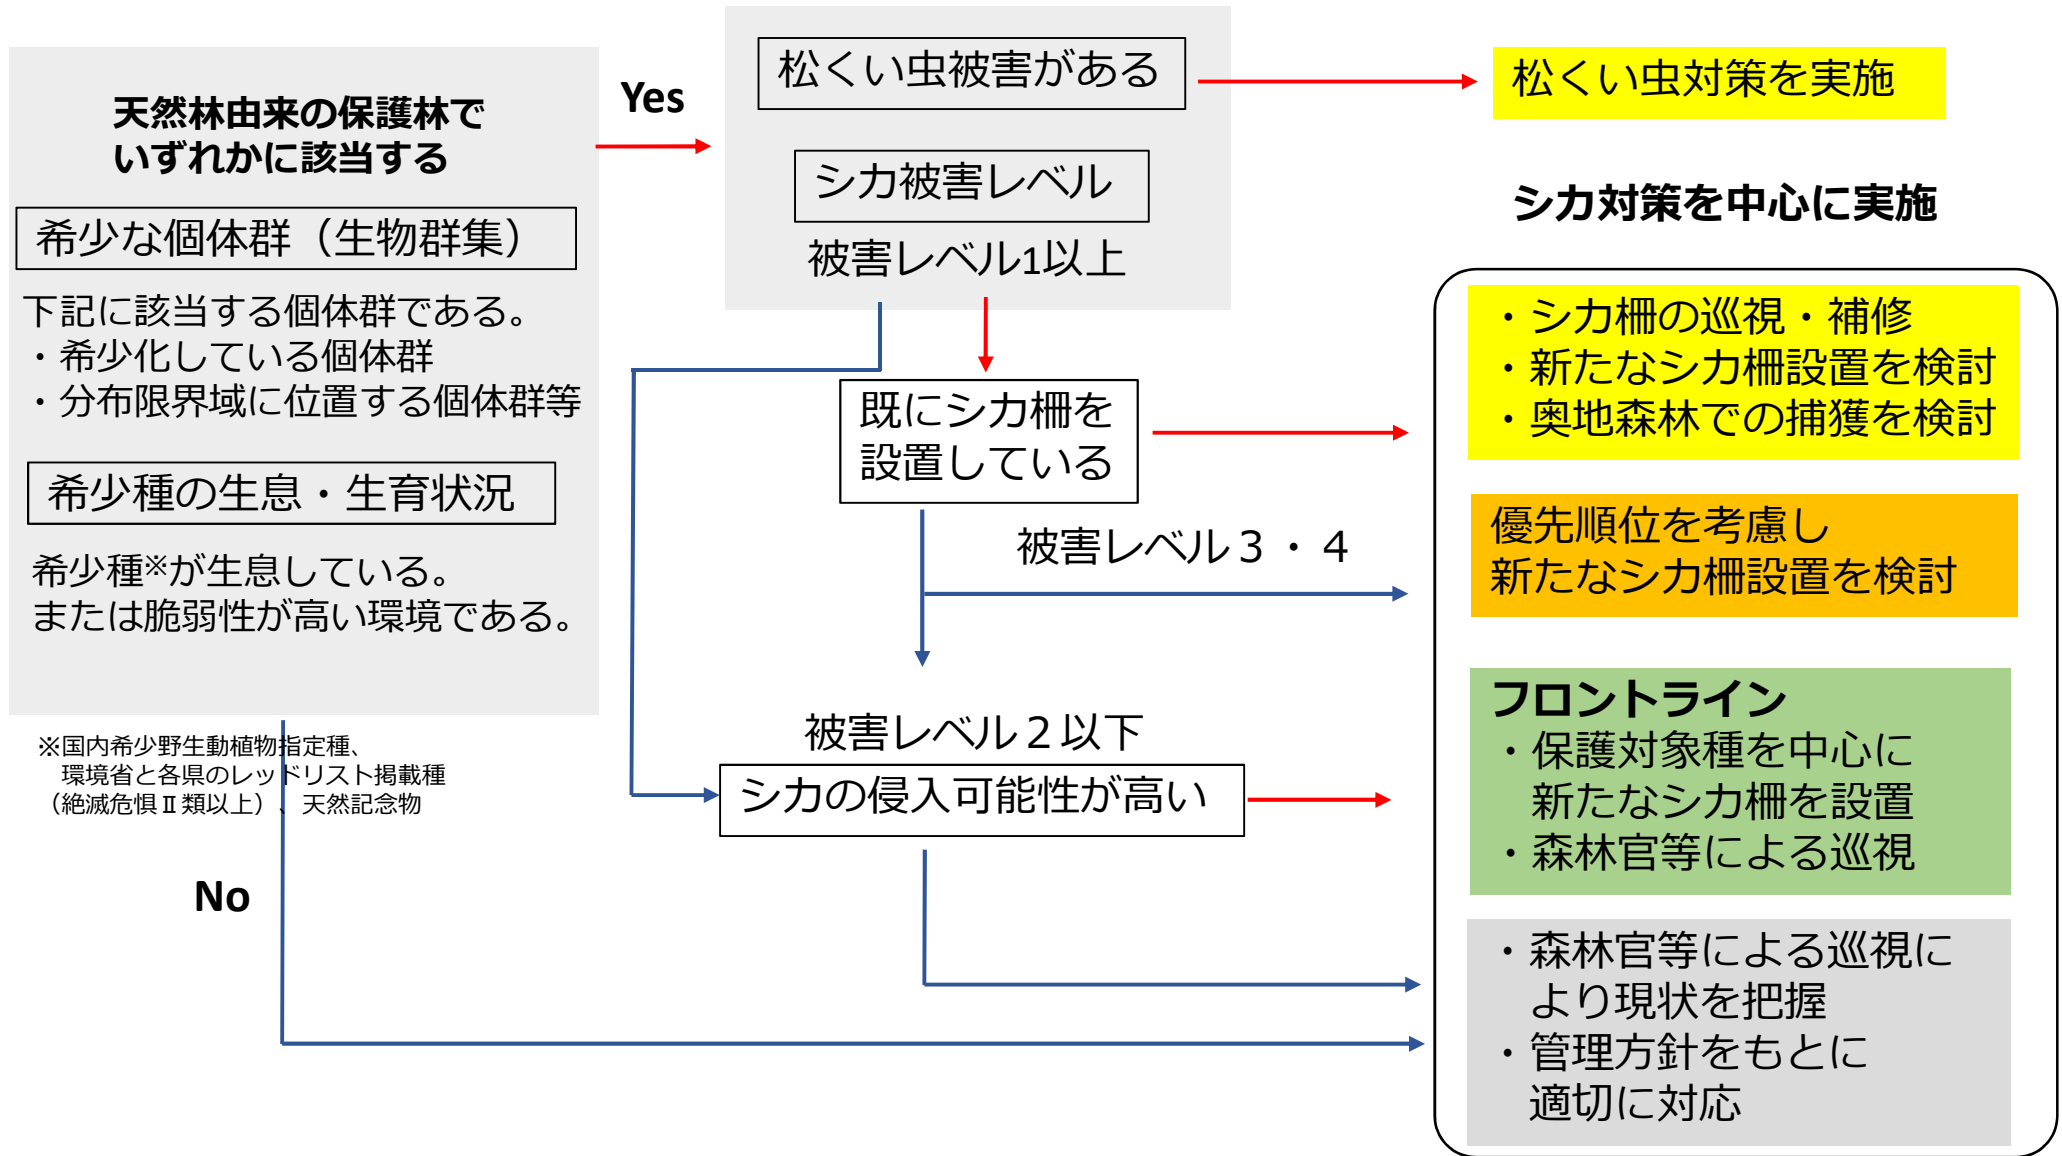 天然林由来の保護林で
いずれかに該当する
希少な個体群（生物群集）
下記に該当する個体群である。
・希少化している個体群
・分布限界域に位置する個体群等
希少種の生息・生育状況
希少種※が生息している。
または脆弱性が高い環境である。
※国内希少野生動植物指定種、
環境省と各県のレッドリスト掲載種
（絶滅危惧Ⅱ類以上）、天然記念物
Yes
No
松くい虫被害がある
シカ被害レベル
被害レベル1以上
既にシカ柵を
設置している
被害レベル３・４
被害レベル２以下
シカの侵入可能性が高い
松くい虫対策を実施
シカ対策を中心に実施
・シカ柵の巡視・補修
・新たなシカ柵設置を検討
・奥地森林での捕獲を検討
優先順位を考慮し
新たなシカ柵設置を検討
フロントライン
・保護対象種を中心に
新たなシカ柵を設置
・森林官等による巡視
・森林官等による巡視に
より現状を把握
・管理方針をもとに
適切に対応